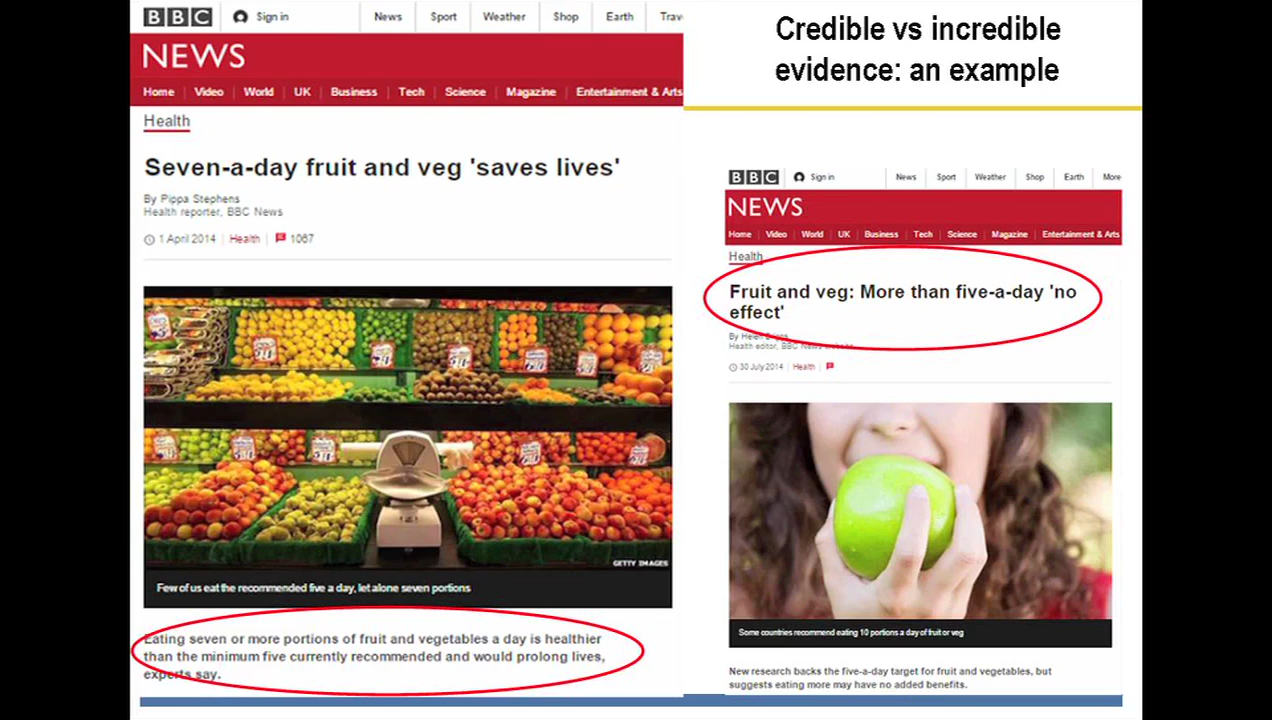 BBC Sign in News Sport Weather Shop Earth
NEWS
Home Video World UK Business Tech Science Magazine Entertainment & Arts
Health
Seven-a-day fruit and veg 'saves lives'
By Pippa Stephens
Health reporter, BBC News
1 April 2014 Health 1067
GETTY IMAGES
Few of us eat the recommended five a day, let alone seven portions
Eating seven or more portions of fruit and vegetables a day is healthier
than the minimum five currently recommended and would prolong lives,
experts say.
Credible vs incredible
evidence: an example
BBC Sign in News Sport Weather Shop Earth More
NEWS
Home Video World UK Business Tech Science Magazine Entertainment & Arts
Health
Fruit and veg: More than five-a-day 'no
effect'
By Helen
Health editor, BBC News
30 July 2014 Health
Some countries recommend eating 10 portions a day of fruit or veg
New research backs the five-a-day target for fruit and vegetables, but
suggests eating more may have no added benefits.